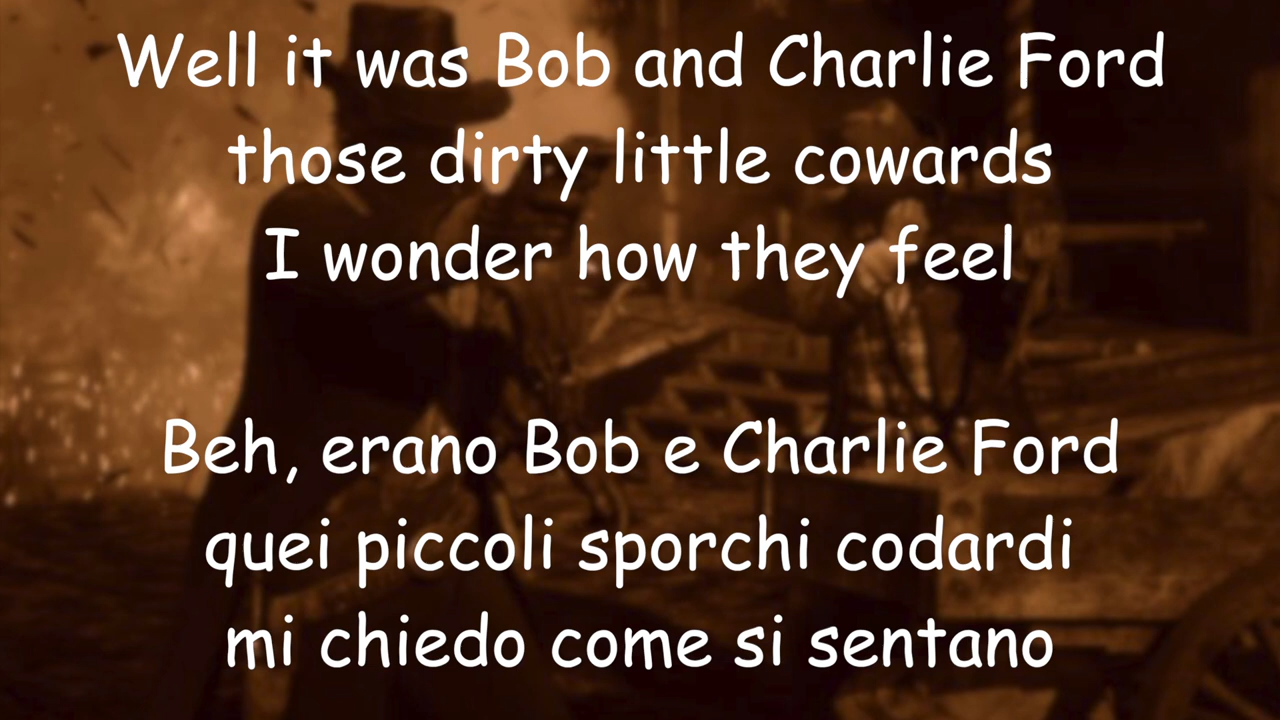 Well it was Bob and Charlie Ford
those dirty little cowards
I wonder how they feel
Beh, erano Bob e Charlie Ford
quei piccoli sporchi codardi
mi chiedo come si sentano